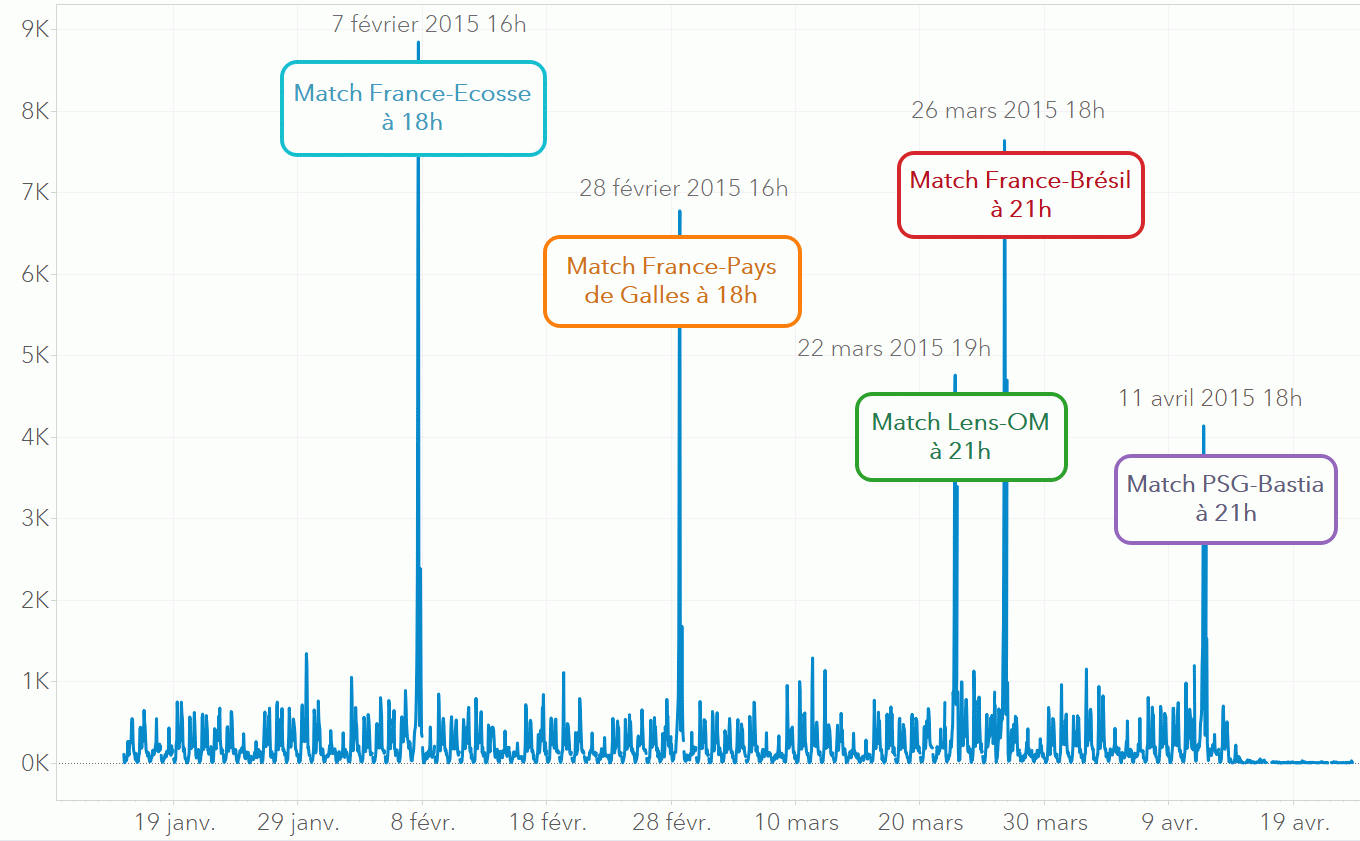 9K
8K
7K
6K
5K
4K
3K
2K
1K
0K
7 février 2015 16h
Match France-Ecosse
à 18h
28 février 2015 16h
Match France-Pays
de Galles à 18h
26 mars 2015 18h
Match France-Brésil
à 21h
22 mars 2015 19h
Match Lens-OM
à 21h
11 avril 2015 18h
Match PSG-Bastia
à 21h
19 janv.
29 janv.
8 févr.
18 févr.
28 févr.
10 mars
20 mars
30 mars
9 avr.
19 avr.